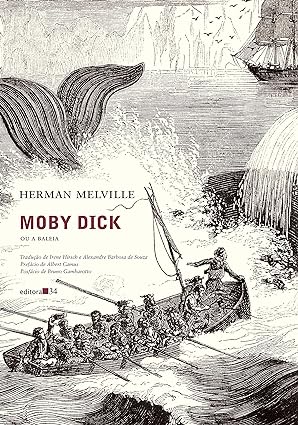 HERMAN MELVILLE
MOBY DICK
OU A BALEIA
Tradução de Irene Hirsch e Alexandre Barbosa de Souza
Prefácio de Albert Camus
Posfácio de Bruno Gambarotto
editora 34